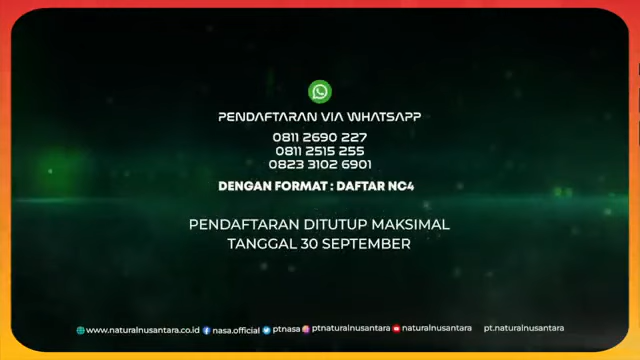 PENDAFTARAN VIA WHATSAPP
0811 2690 227
0811 2515 255
0823 3102 6901
DENGAN FORMAT : DAFTAR NC4
PENDAFTARAN DITUTUP MAKSIMAL
TANGGAL 30 SEPTEMBER
www.naturalnusantara.co.id nasa.official ptnasa ptnaturalnusantara naturalnusantara pt.naturalnusantara